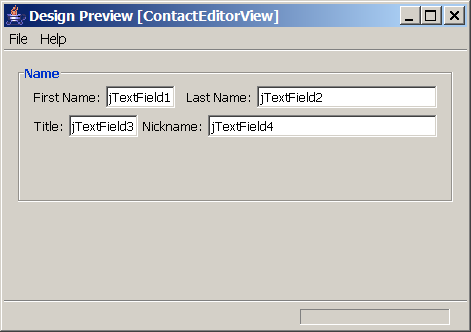 Design Preview [ContactEditorView]
File Help
Name
First Name: jTextField1 Last Name: jTextField2
Title: jTextField3 Nickname: jTextField4